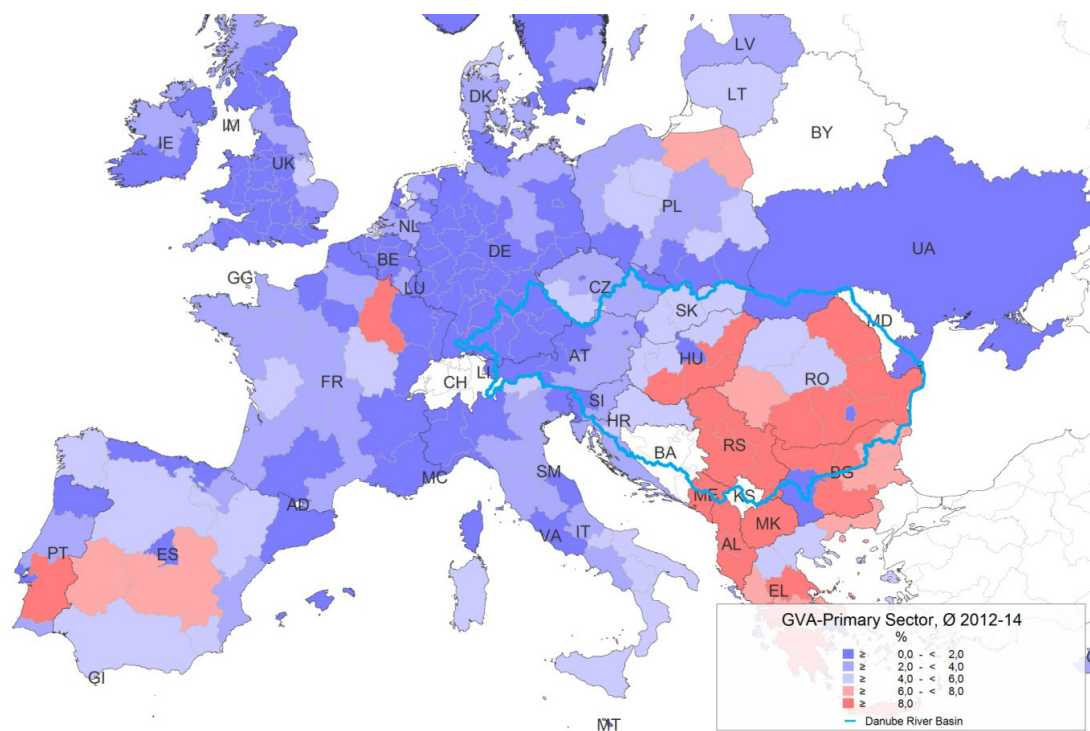 LV
LT
DK
BY
IM
IE
UK
PL
NL
DE
UA
BE
GG
LU
CZ
SK
MD
AT
HU
LI
FR
CH
RO
SI
HR
BA
RS
SM
MC
BG
AD
ME
KS
VA
IT
MK
PT
ES
AL
EL
GI
MT
GVA-Primary Sector, Ø 2012-14
%
≥ 0,0 - < 2,0
≥ 2,0 - < 4,0
≥ 4,0 - < 6,0
≥ 6,0 - < 8,0
≥ 8,0
Danube River Basin